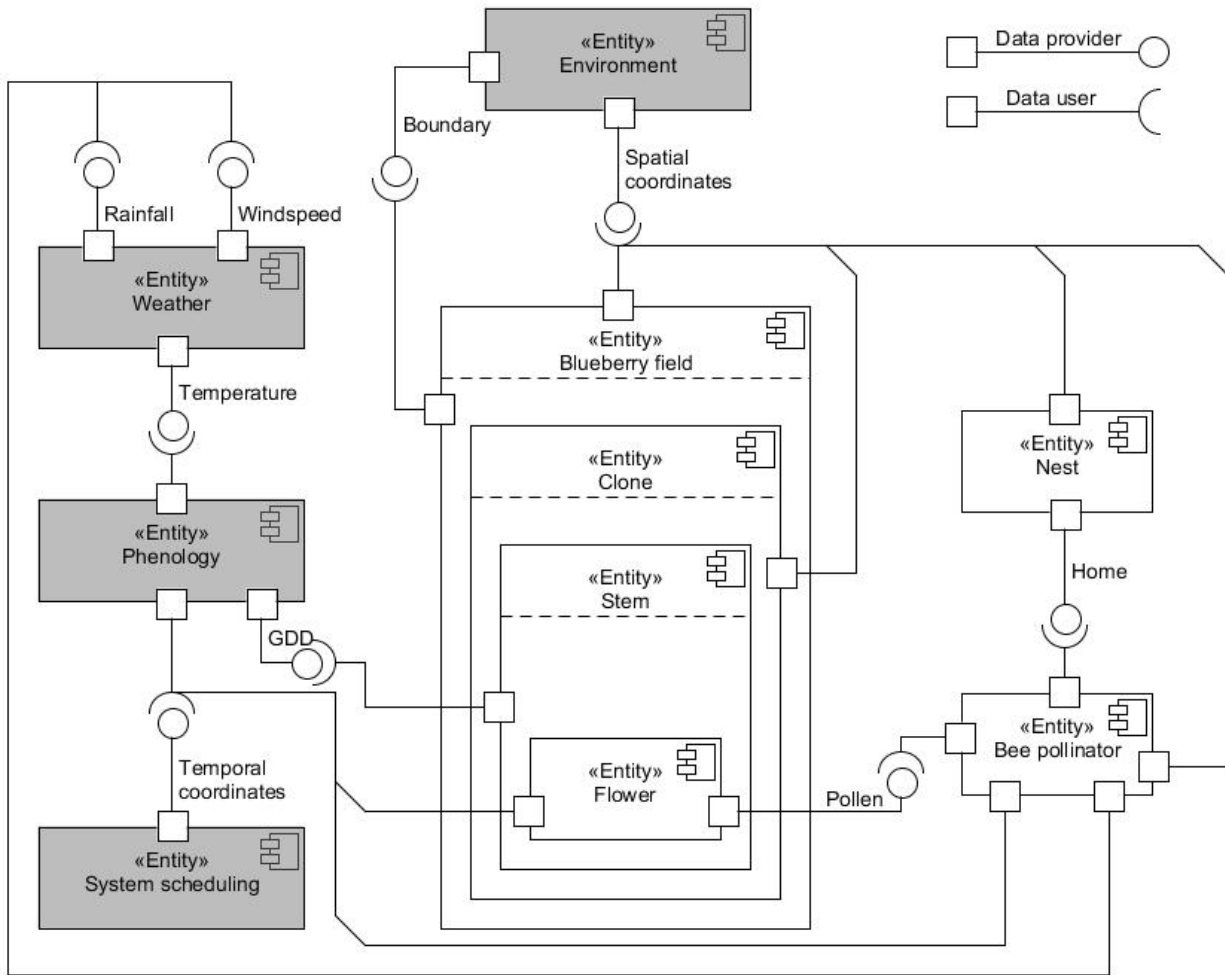 «Entity»
Environment
Data provider
Data user
Boundary
Spatial
coordinates
Rainfall
Windspeed
«Entity»
Weather
Temperature
«Entity»
Blueberry field
«Entity»
Clone
«Entity»
Nest
«Entity»
Phenology
«Entity»
Stem
Home
GDD
«Entity»
Bee pollinator
Temporal
coordinates
«Entity»
Flower
Pollen
«Entity»
System scheduling